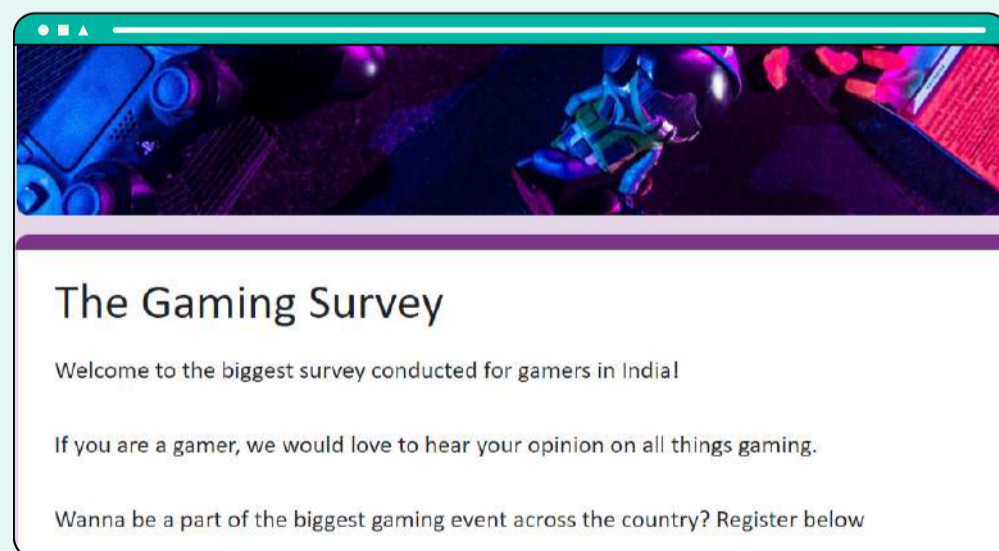 The Gaming Survey
Welcome to the biggest survey conducted for gamers in India!
If you are a gamer, we would love to hear your opinion on all things gaming.
Wanna be a part of the biggest gaming event across the country? Register below